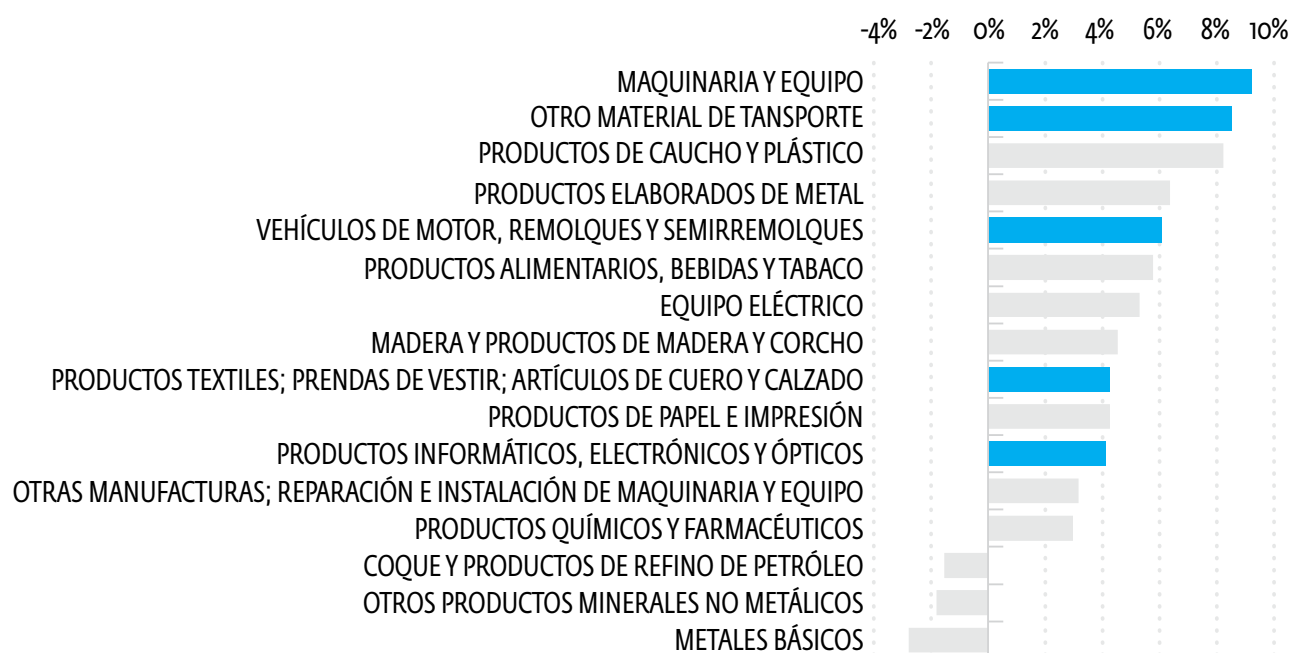 -4% -2% 0% 2% 4% 6% 8% 10%
MAQUINARIA Y EQUIPO
OTRO MATERIAL DE TANSPORTE
PRODUCTOS DE CAUCHO Y PLÁSTICO
PRODUCTOS ELABORADOS DE METAL
VEHÍCULOS DE MOTOR, REMOLQUES Y SEMIRREMOLQUES
PRODUCTOS ALIMENTARIOS, BEBIDAS Y TABACO
EQUIPO ELÉCTRICO
MADERA Y PRODUCTOS DE MADERA Y CORCHO
PRODUCTOS TEXTILES; PRENDAS DE VESTIR; ARTÍCULOS DE CUERO Y CALZADO
PRODUCTOS DE PAPEL E IMPRESIÓN
PRODUCTOS INFORMÁTICOS, ELECTRÓNICOS Y ÓPTICOS
OTRAS MANUFACTURAS; REPARACIÓN E INSTALACIÓN DE MAQUINARIA Y EQUIPO
PRODUCTOS QUÍMICOS Y FARMACÉUTICOS
COQUE Y PRODUCTOS DE REFINO DE PETRÓLEO
OTROS PRODUCTOS MINERALES NO METÁLICOS
METALES BÁSICOS